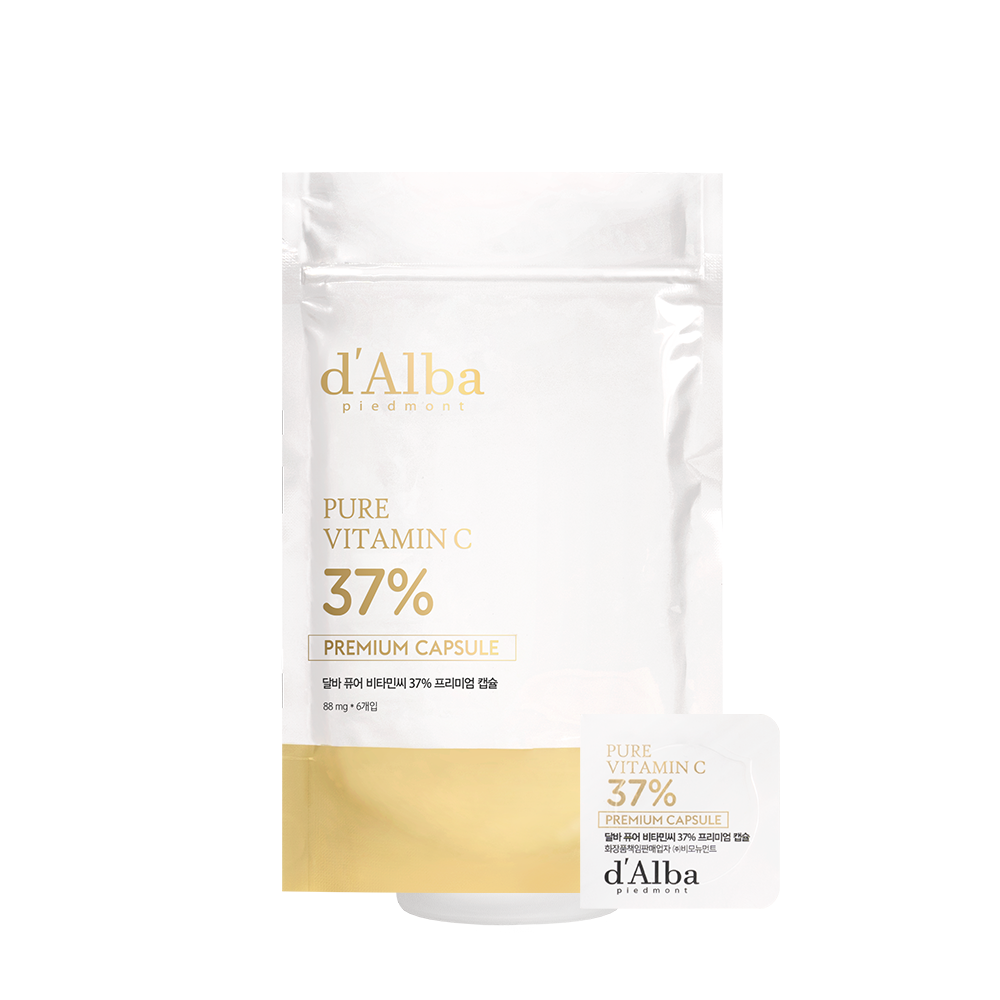 d'Alba
piedmont
PURE
VITAMIN C
37%
PREMIUM CAPSULE
달바 퓨어 비타민씨 37% 프리미엄 캡슐
88 mg * 6개입
PURE
VITAMIN C
37%
PREMIUM CAPSULE
달바 퓨어 비타민씨 37% 프리미엄 캡슐
화장품책임판매업자 ㈜비모뉴먼트
d'Alba
piedmont